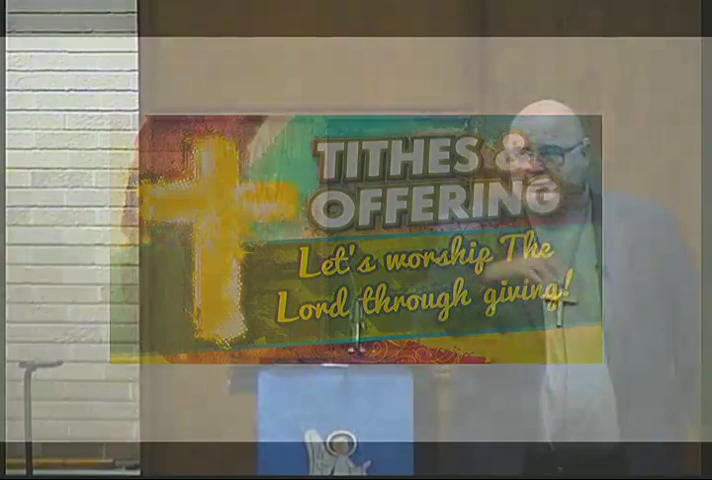 TITHES &
OFFERING
Let's worship The
Lord through giving!